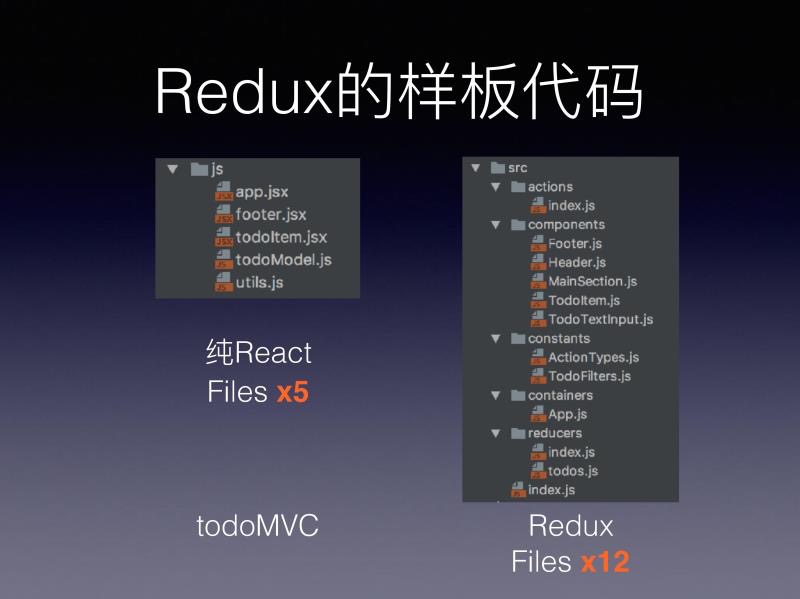 Redux的样板代码
js
app.jsx
footer.jsx
todoItem.jsx
todoModel.js
utils.js
纯React
Files x5
todoMVC
src
actions
index.js
components
Footer.js
Header.js
MainSection.js
TodoItem.js
TodoTextInput.js
constants
ActionTypes.js
TodoFilters.js
containers
App.js
reducers
index.js
todos.js
index.js
Redux
Files x12